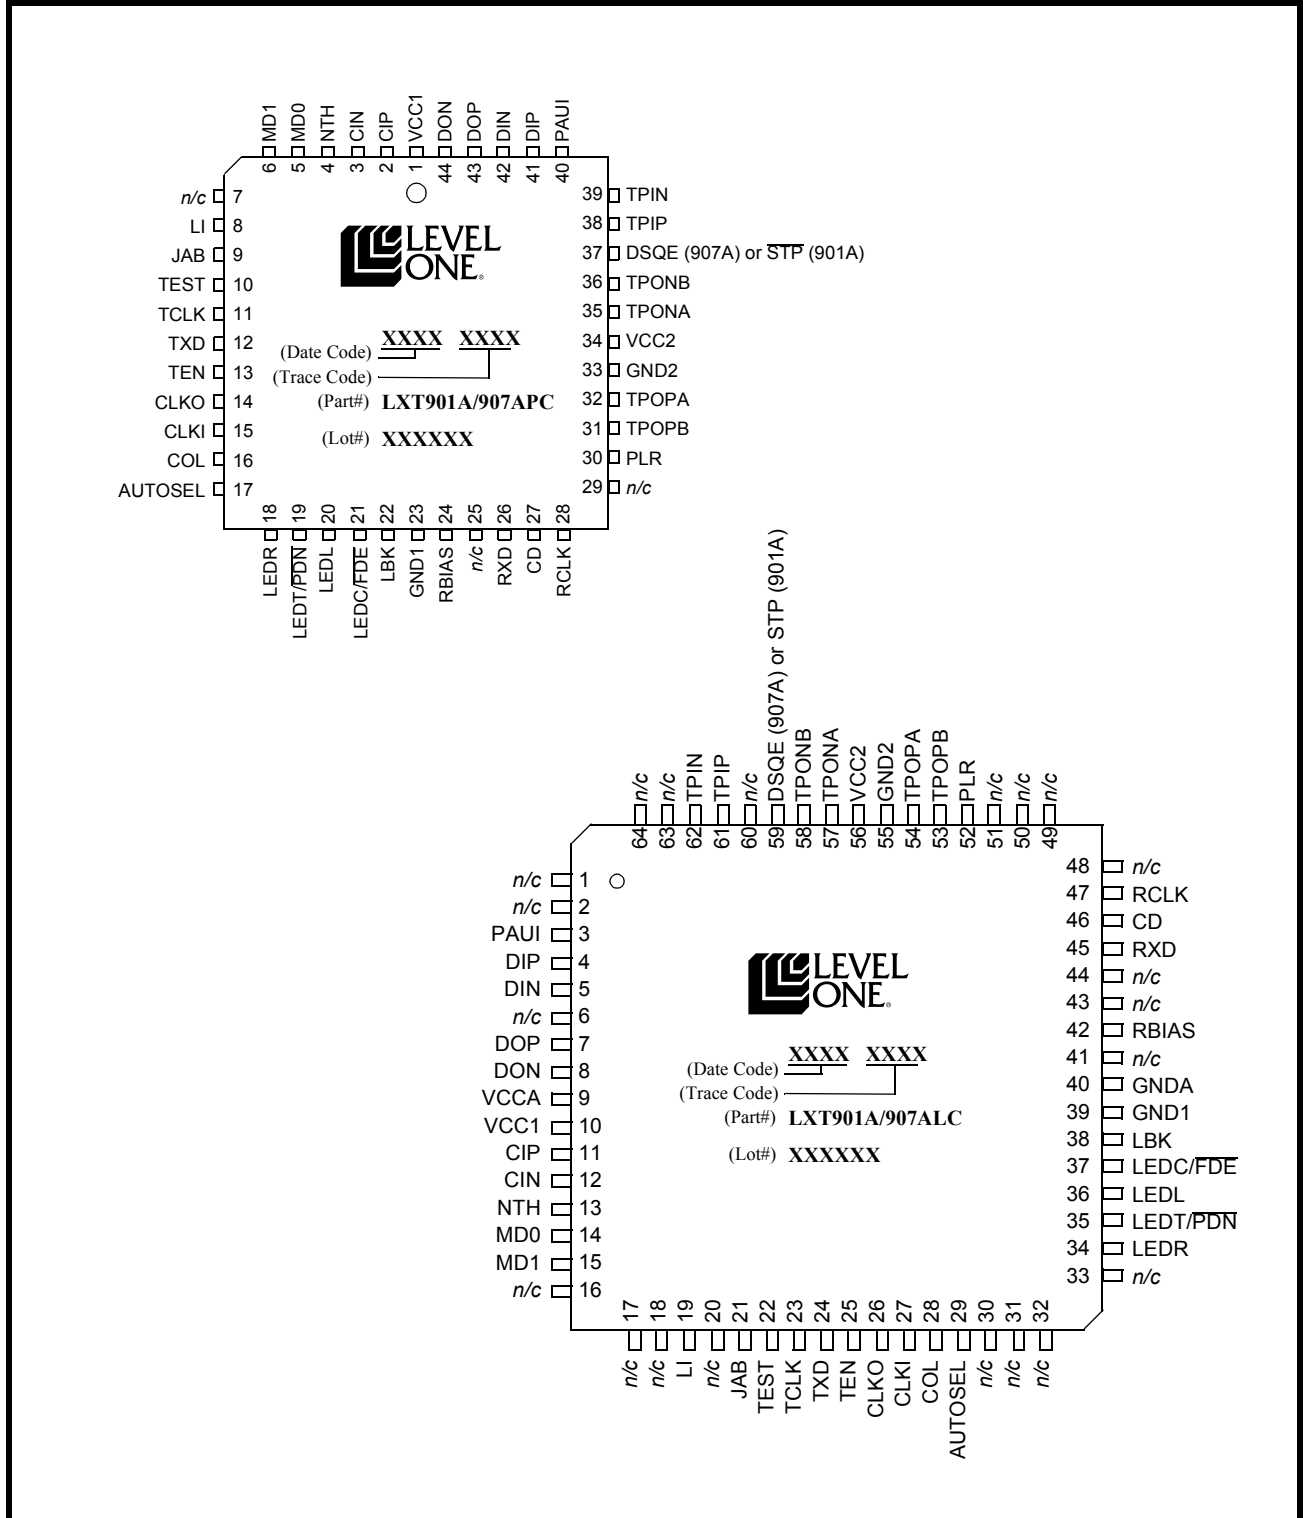 MD1 MD0 NTH CIN CIP VCC1 DON DOP DIN DIP PAUI
6 5 4 3 2 1 44 43 42 41 40
n/c 7
LI 8
JAB 9
TEST 10
TCLK 11
TXD 12
TEN 13
CLKO 14
CLKI 15
COL 16
AUTOSEL 17
LEVEL
ONE®
(Date Code) XXXX XXXX
(Trace Code)
(Part#) LXT901A/907APC
(Lot#) XXXXXX
39 TPIN
38 TPIP
37 DSQE (907A) or STP (901A)
36 TPONB
35 TPONA
34 VCC2
33 GND2
32 TPOPA
31 TPOPB
30 PLR
29 n/c
18 19 20 21 22 23 24 25 26 27 28
LEDR LEDT/PDN LEDL LEDC/FDE LBK GND1 RBIAS n/c RXD CD RCLK
n/c n/c TPIN TPIP n/c DSQE (907A) or STP (901A) TPONB TPONA VCC2 GND2 TPOPA TPOPB PLR n/c n/c n/c
64 63 62 61 60 59 58 57 56 55 54 53 52 51 50 49
n/c 1
n/c 2
PAUI 3
DIP 4
DIN 5
n/c 6
DOP 7
DON 8
VCCA 9
VCC1 10
CIP 11
CIN 12
NTH 13
MD0 14
MD1 15
n/c 16
LEVEL
ONE®
(Date Code) XXXX XXXX
(Trace Code)
(Part#) LXT901A/907ALC
(Lot#) XXXXXX
48 n/c
47 RCLK
46 CD
45 RXD
44 n/c
43 n/c
42 RBIAS
41 n/c
40 GNDA
39 GND1
38 LBK
37 LEDC/FDE
36 LEDL
35 LEDT/PDN
34 LEDR
33 n/c
17 18 19 20 21 22 23 24 25 26 27 28 29 30 31 32
n/c n/c LI n/c JAB TEST TCLK TXD TEN CLKO CLKI COL AUTOSEL n/c n/c n/c